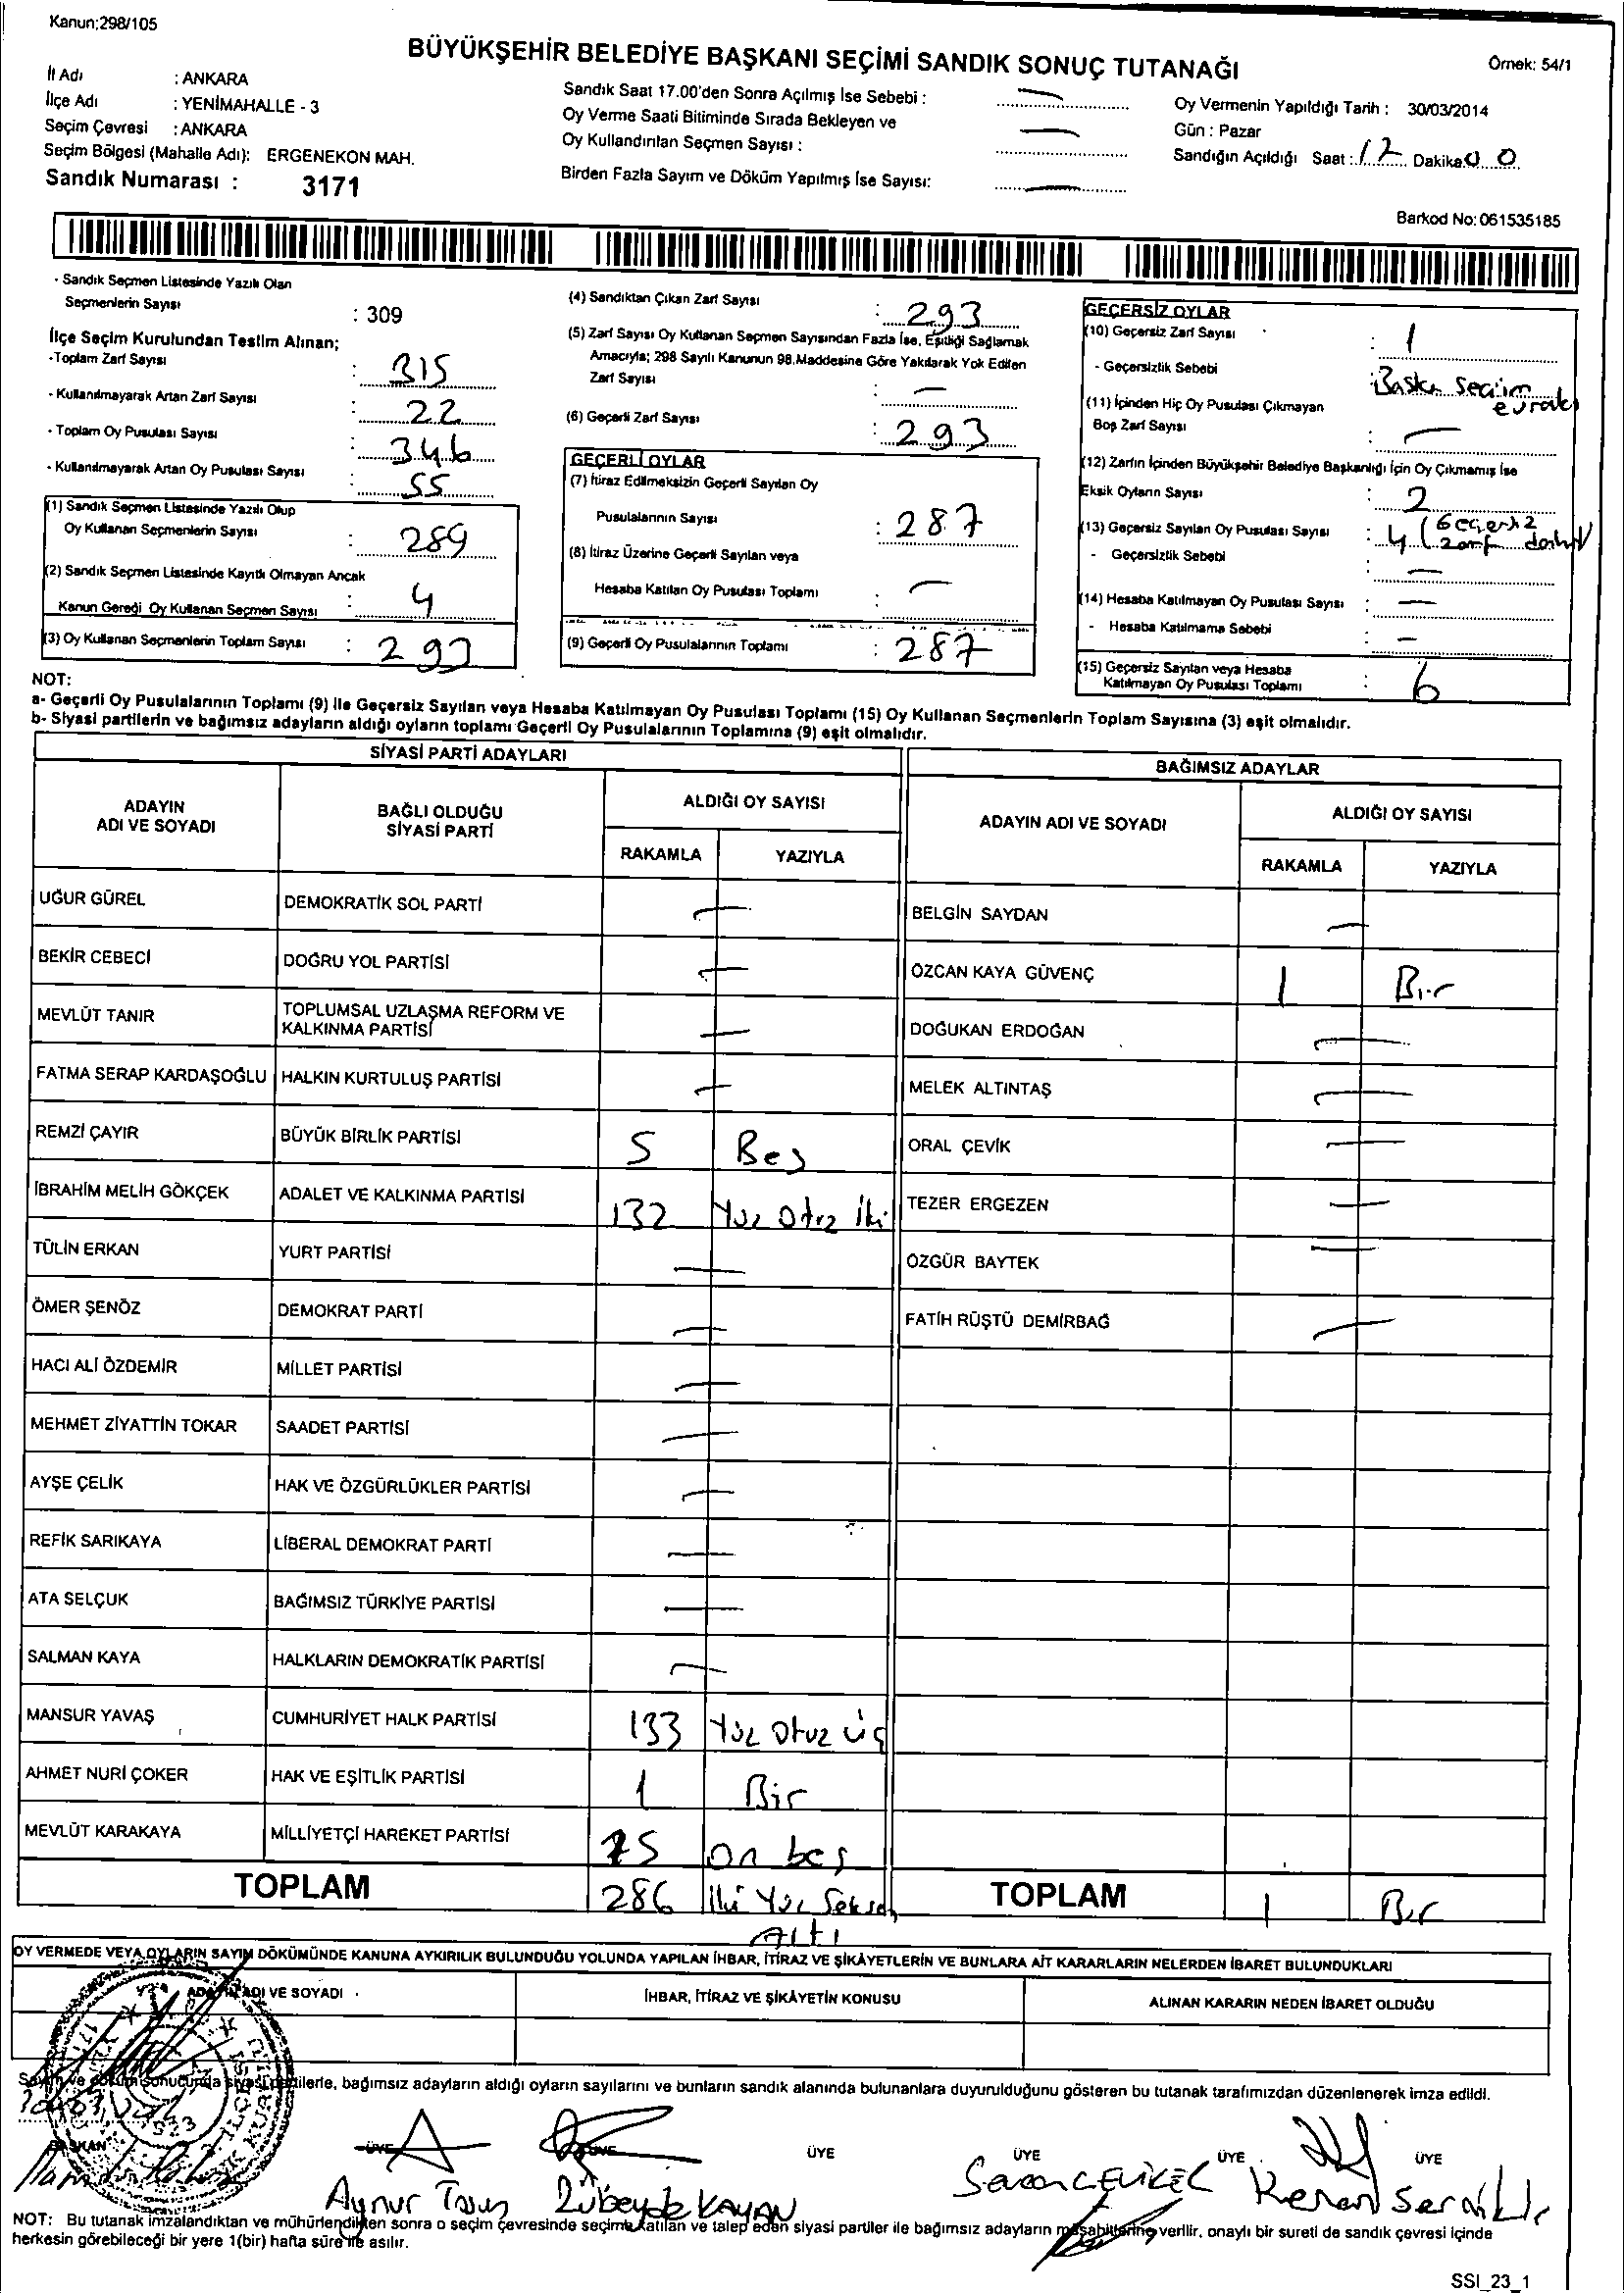 Kanun;298/105
BÜYÜKŞEHİR BELEDİYE BAŞKANI SEÇİMİ SANDIK SONUÇ TUTANAĞI
Örnek: 54/1
İl Adı : ANKARA
İlçe Adı : YENİMAHALLE - 3
Seçim Çevresi : ANKARA
Seçim Bölgesi (Mahalle Adı): ERGENEKON MAH.
Sandık Numarası : 3171
Sandık Saat 17.00'den Sonra Açılmış İse Sebebi : —
Oy Verme Saati Bitiminde Sırada Bekleyen ve
Oy Kullandırılan Seçmen Sayısı : —
Birden Fazla Sayım ve Döküm Yapılmış İse Sayısı: —
Oy Vermenin Yapıldığı Tarih : 30/03/2014
Gün : Pazar
Sandığın Açıldığı Saat : 12 Dakika 00
Barkod No: 061535185
- Sandık Seçmen Listesinde Yazılı Olan
Seçmenlerin Sayısı : 309
İlçe Seçim Kurulundan Teslim Alınan;
-Toplam Zarf Sayısı : 315
- Kullanılmayarak Artan Zarf Sayısı : 22
- Toplam Oy Pusulası Sayısı : 346
- Kullanılmayarak Artan Oy Pusulası Sayısı : 55
(1) Sandık Seçmen Listesinde Yazılı Olup
Oy Kullanan Seçmenlerin Sayısı : 289
(2) Sandık Seçmen Listesinde Kayıtlı Olmayan Ancak
Kanun Gereği Oy Kullanan Seçmen Sayısı : 4
(3) Oy Kullanan Seçmenlerin Toplam Sayısı : 293
(4) Sandıktan Çıkan Zarf Sayısı : 293
(5) Zarf Sayısı Oy Kullanan Seçmen Sayısından Fazla İse, Eşitliği Sağlamak
Amacıyla; 298 Sayılı Kanunun 98.Maddesine Göre Yakılarak Yok Edilen
Zarf Sayısı : —
(6) Geçerli Zarf Sayısı : 293
GEÇERLİ OYLAR
(7) İtiraz Edilmeksizin Geçerli Sayılan Oy
Pusulalarının Sayısı : 287
(8) İtiraz Üzerine Geçerli Sayılan veya
Hesaba Katılan Oy Pusulası Toplamı : —
(9) Geçerli Oy Pusulalarının Toplamı : 287
GEÇERSİZ OYLAR
(10) Geçersiz Zarf Sayısı : 1
- Geçersizlik Sebebi : Başka seçim
evrakı
(11) İçinden Hiç Oy Pusulası Çıkmayan
Boş Zarf Sayısı : —
(12) Zarfın İçinden Büyükşehir Belediye Başkanlığı İçin Oy Çıkmamış İse
Eksik Oyların Sayısı : 2
(13) Geçersiz Sayılan Oy Pusulası Sayısı : 4 (Geçersiz
zarf dahil)
- Geçersizlik Sebebi : —
(14) Hesaba Katılmayan Oy Pusulası Sayısı : —
- Hesaba Katılmama Sebebi : —
(15) Geçersiz Sayılan veya Hesaba
Katılmayan Oy Pusulası Toplamı : 6
NOT:
a- Geçerli Oy Pusulalarının Toplamı (9) ile Geçersiz Sayılan veya Hesaba Katılmayan Oy Pusulası Toplamı (15) Oy Kullanan Seçmenlerin Toplam Sayısına (3) eşit olmalıdır.
b- Siyasi partilerin ve bağımsız adayların aldığı oyların toplamı Geçerli Oy Pusulalarının Toplamına (9) eşit olmalıdır.
SİYASİ PARTİ ADAYLARI
ADAYIN
ADI VE SOYADI
BAĞLI OLDUĞU
SİYASİ PARTİ
ALDIĞI OY SAYISI
RAKAMLA YAZIYLA
UĞUR GÜREL DEMOKRATİK SOL PARTİ —
BEKİR CEBECİ DOĞRU YOL PARTİSİ —
MEVLÜT TANIR TOPLUMSAL UZLAŞMA REFORM VE
KALKINMA PARTİSİ —
FATMA SERAP KARDAŞOĞLU HALKIN KURTULUŞ PARTİSİ —
REMZİ ÇAYIR BÜYÜK BİRLİK PARTİSİ 5 Beş
İBRAHİM MELİH GÖKÇEK ADALET VE KALKINMA PARTİSİ 132 Yüz Otuz İki
TÜLİN ERKAN YURT PARTİSİ —
ÖMER ŞENÖZ DEMOKRAT PARTİ —
HACI ALİ ÖZDEMİR MİLLET PARTİSİ —
MEHMET ZİYATTİN TOKAR SAADET PARTİSİ —
AYŞE ÇELİK HAK VE ÖZGÜRLÜKLER PARTİSİ —
REFİK SARIKAYA LİBERAL DEMOKRAT PARTİ —
ATA SELÇUK BAĞIMSIZ TÜRKİYE PARTİSİ —
SALMAN KAYA HALKLARIN DEMOKRATİK PARTİSİ —
MANSUR YAVAŞ CUMHURİYET HALK PARTİSİ 133 Yüz Otuz üç
AHMET NURİ ÇOKER HAK VE EŞİTLİK PARTİSİ 1 Bir
MEVLÜT KARAKAYA MİLLİYETÇİ HAREKET PARTİSİ 15 On beş
TOPLAM 286 İki Yüz Seksen
Altı
BAĞIMSIZ ADAYLAR
ADAYIN ADI VE SOYADI
ALDIĞI OY SAYISI
RAKAMLA YAZIYLA
BELGİN SAYDAN —
ÖZCAN KAYA GÜVENÇ 1 Bir
DOĞUKAN ERDOĞAN —
MELEK ALTINTAŞ —
ORAL ÇEVİK —
TEZER ERGEZEN —
ÖZGÜR BAYTEK —
FATİH RÜŞTÜ DEMİRBAĞ —
TOPLAM 1 Bir
OY VERMEDE VEYA OYLARIN SAYIM DÖKÜMÜNDE KANUNA AYKIRILIK BULUNDUĞU YOLUNDA YAPILAN İHBAR, İTİRAZ VE ŞİKÂYETLERİN VE BUNLARA AİT KARARLARIN NELERDEN İBARET BULUNDUKLARI
ADI VE SOYADI
İHBAR, İTİRAZ VE ŞİKÂYETİN KONUSU
ALINAN KARARIN NEDEN İBARET OLDUĞU
Sayım ve döküm sonucunda siyasi partilerle, bağımsız adayların aldığı oyların sayılarını ve bunların sandık alanında bulunanlara duyurulduğunu gösteren bu tutanak tarafımızdan düzenlenerek imza edildi.
BAŞKAN ÜYE ÜYE ÜYE ÜYE ÜYE ÜYE
Aynur Zübeyde KAYAN Kenan
NOT: Bu tutanak imzalandıktan ve mühürlendikten sonra o seçim çevresinde seçime katılan ve talep eden siyasi partiler ile bağımsız adayların müşahitlerine verilir, onaylı bir sureti de sandık çevresi içinde
herkesin görebileceği bir yere 1(bir) hafta süre ile asılır.
SSI_23_1